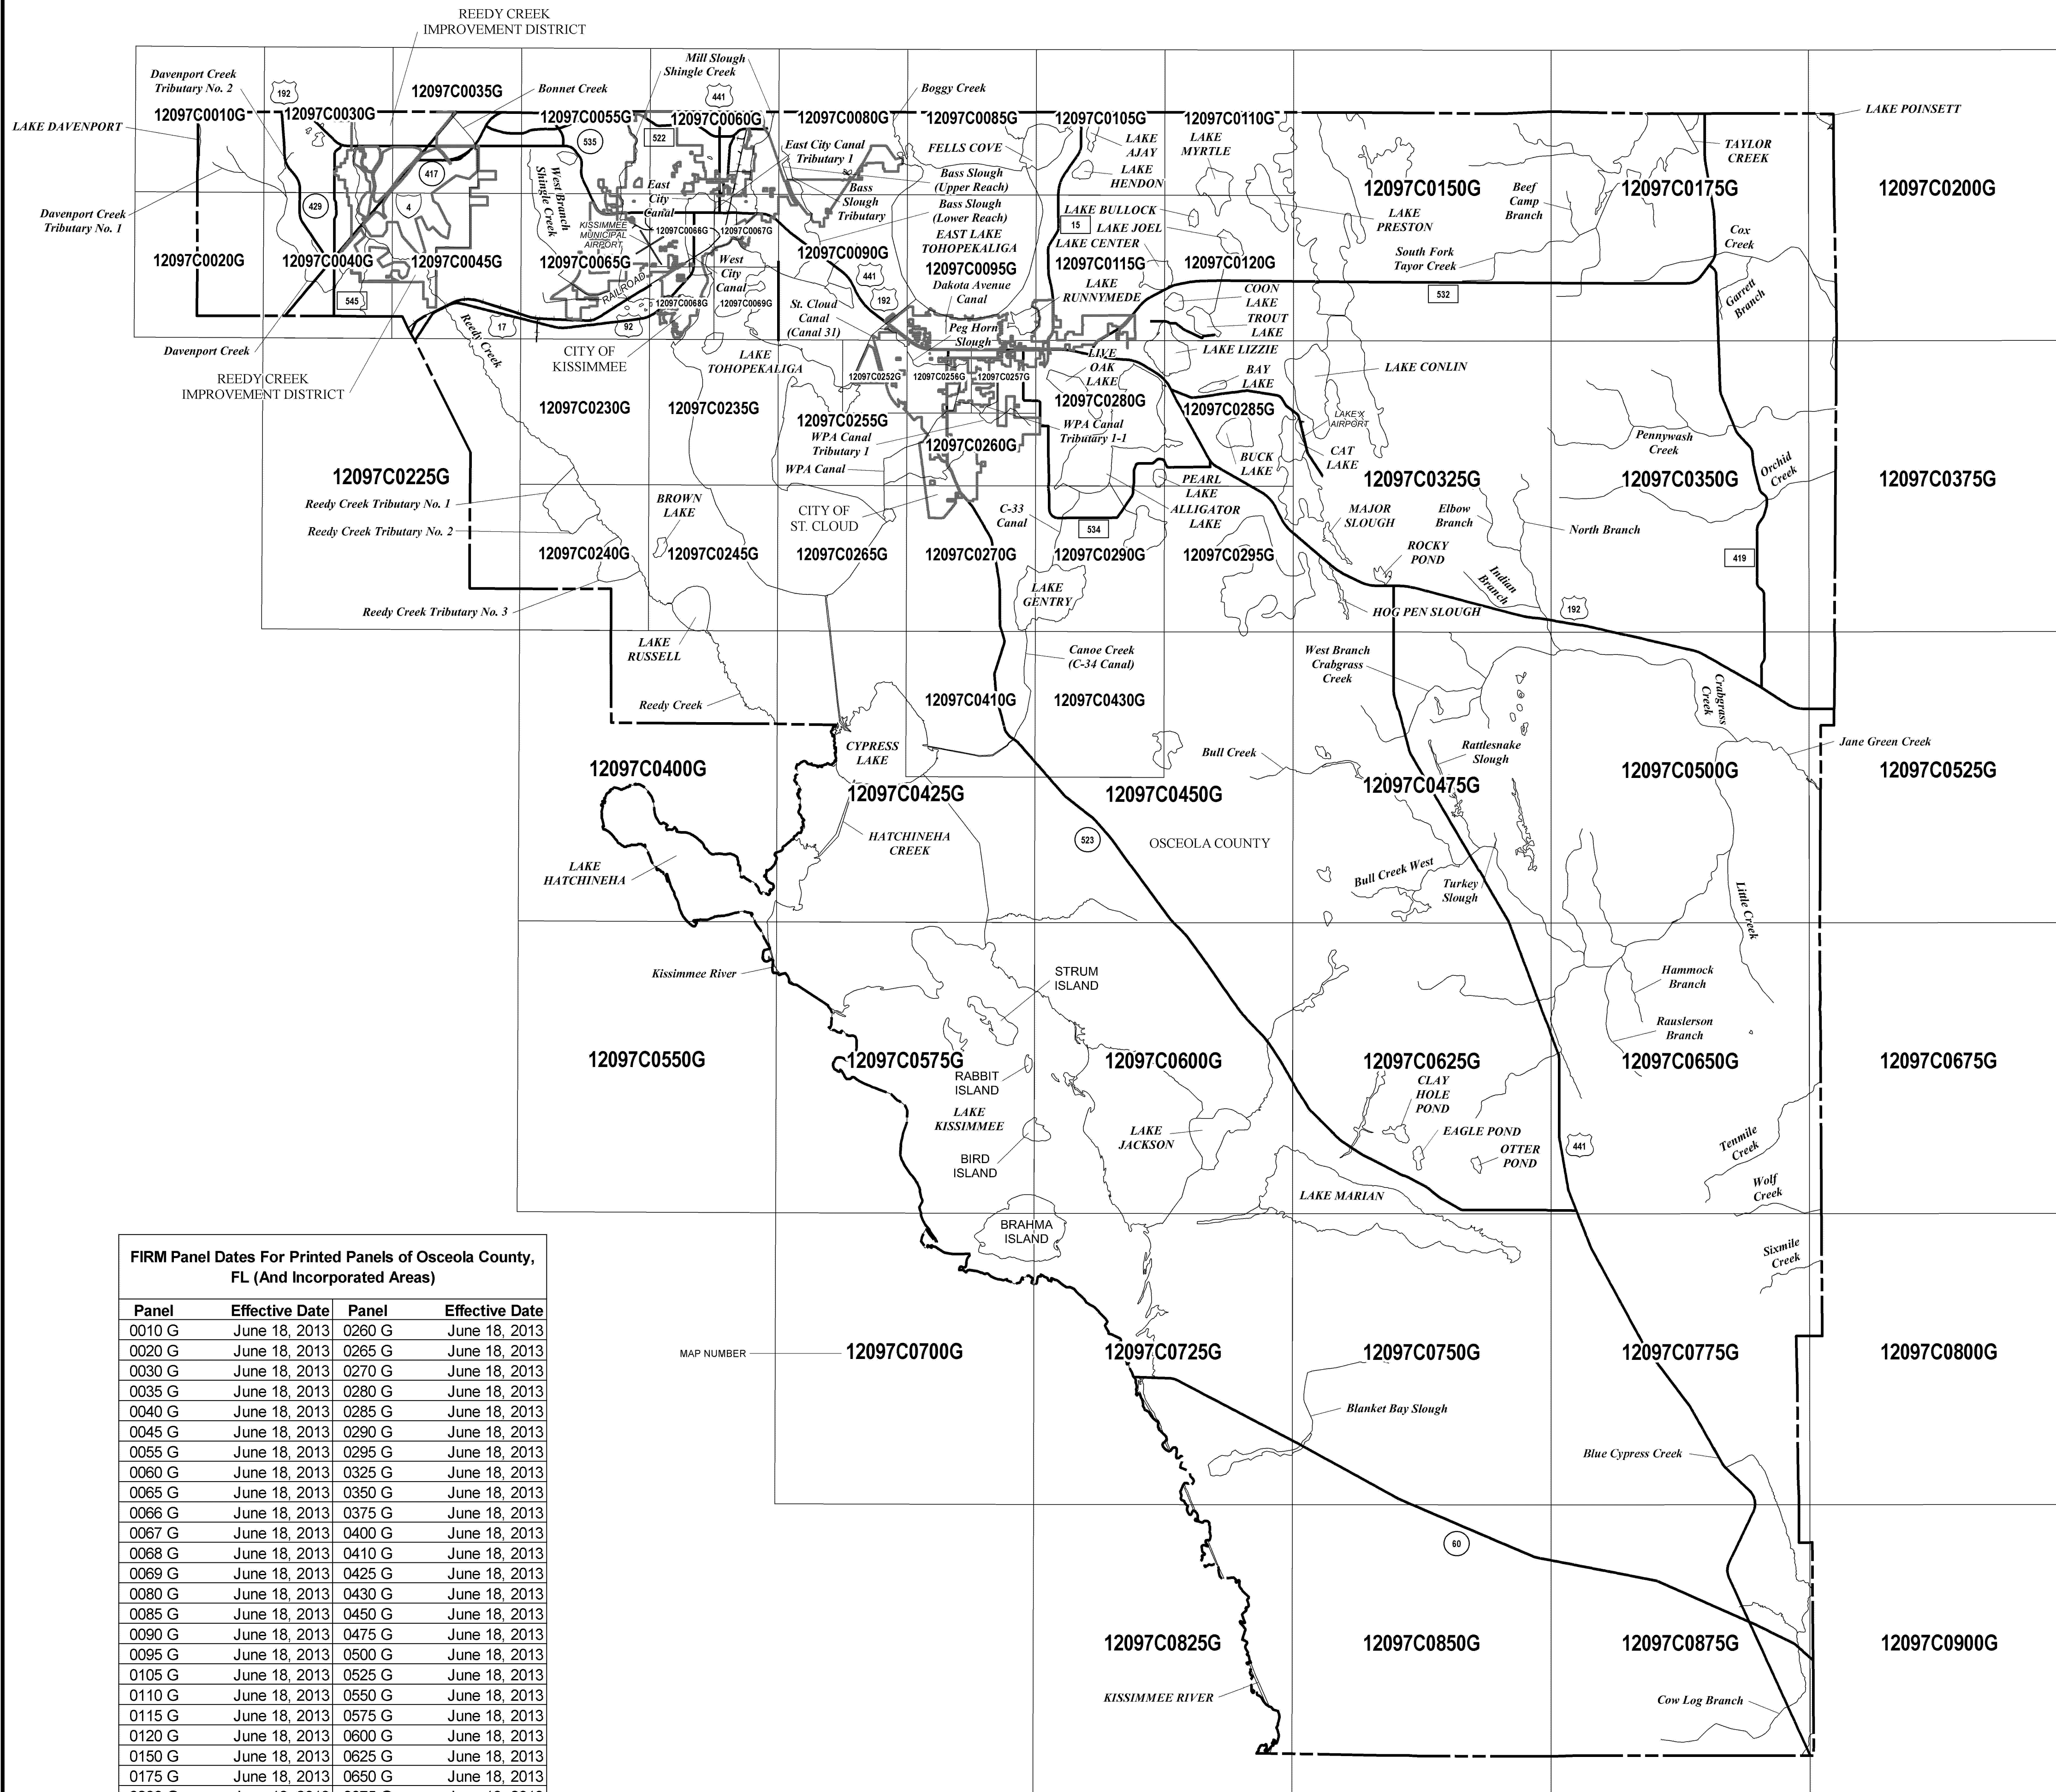 REEDY CREEK
IMPROVEMENT DISTRICT
Davenport Creek
Tributary No. 2
192
12097C0035G
Bonnet Creek
Mill Slough
Shingle Creek
441
Boggy Creek
LAKE POINSETT
LAKE DAVENPORT
12097C0010G
12097C0030G
12097C0055G
12097C0060G
12097C0080G
12097C0085G
12097C0105G
12097C0110G
535
522
417
429
4
East City Canal
Tributary 1
FELLS COVE
LAKE
AJAY
LAKE
MYRTLE
LAKE
HENDON
TAYLOR
CREEK
West Branch
Shingle Creek
East
City
Canal
Bass
Slough
Tributary
Bass Slough
(Upper Reach)
Bass Slough
(Lower Reach)
EAST LAKE
TOHOPEKALIGA
LAKE BULLOCK
15
LAKE JOEL
LAKE CENTER
LAKE
PRESTON
12097C0150G
Beef
Camp
Branch
12097C0175G
12097C0200G
Davenport Creek
Tributary No. 1
KISSIMMEE
MUNICIPAL
AIRPORT
12097C0066G
12097C0067G
South Fork
Tayor Creek
Cox
Creek
12097C0020G
12097C0040G
12097C0045G
12097C0065G
West
City
Canal
12097C0090G
441
192
12097C0095G
Dakota Avenue
Canal
12097C0115G
LAKE
RUNNYMEDE
12097C0120G
COON
LAKE
TROUT
LAKE
532
Garrett
Branch
545
RAILROAD
12097C0068G
12097C0069G
St. Cloud
Canal
(Canal 31)
Peg Horn
Slough
Reedy Creek
17
92
Davenport Creek
REEDY CREEK
IMPROVEMENT DISTRICT
CITY OF
KISSIMMEE
LAKE
TOHOPEKALIGA
12097C0252G
12097C0256G
12097C0257G
LIVE
OAK
LAKE
LAKE LIZZIE
BAY
LAKE
LAKE CONLIN
12097C0230G
12097C0235G
12097C0255G
12097C0280G
12097C0285G
LAKE X
AIRPORT
WPA Canal
Tributary 1
WPA Canal
12097C0260G
WPA Canal
Tributary 1-1
BUCK
LAKE
CAT
LAKE
Pennywash
Creek
Orchid
Creek
12097C0225G
12097C0325G
12097C0350G
12097C0375G
Reedy Creek Tributary No. 1
Reedy Creek Tributary No. 2
BROWN
LAKE
CITY OF
ST. CLOUD
C-33
Canal
PEARL
LAKE
ALLIGATOR
LAKE
534
MAJOR
SLOUGH
Elbow
Branch
North Branch
12097C0240G
12097C0245G
12097C0265G
12097C0270G
12097C0290G
12097C0295G
ROCKY
POND
419
Reedy Creek Tributary No. 3
LAKE
GENTRY
Indian
Branch
HOG PEN SLOUGH
192
LAKE
RUSSELL
Canoe Creek
(C-34 Canal)
West Branch
Crabgrass
Creek
Crabgrass
Creek
Reedy Creek
12097C0410G
12097C0430G
CYPRESS
LAKE
Bull Creek
Rattlesnake
Slough
Jane Green Creek
12097C0400G
12097C0425G
12097C0450G
12097C0475G
12097C0500G
12097C0525G
HATCHINEHA
CREEK
523
OSCEOLA COUNTY
LAKE
HATCHINEHA
Bull Creek West
Turkey
Slough
Little Creek
Kissimmee River
STRUM
ISLAND
Hammock
Branch
Rauslerson
Branch
12097C0550G
12097C0575G
12097C0600G
12097C0625G
12097C0650G
12097C0675G
RABBIT
ISLAND
LAKE
KISSIMMEE
BIRD
ISLAND
LAKE
JACKSON
CLAY
HOLE
POND
EAGLE POND
OTTER
POND
441
Tenmile
Creek
Wolf
Creek
LAKE MARIAN
BRAHMA
ISLAND
Sixmile
Creek
MAP NUMBER
12097C0700G
12097C0725G
12097C0750G
12097C0775G
12097C0800G
Blanket Bay Slough
Blue Cypress Creek
60
12097C0825G
12097C0850G
12097C0875G
12097C0900G
KISSIMMEE RIVER
Cow Log Branch
FIRM Panel Dates For Printed Panels of Osceola County,
FL (And Incorporated Areas)
Panel Effective Date Panel Effective Date
0010 G June 18, 2013 0260 G June 18, 2013
0020 G June 18, 2013 0265 G June 18, 2013
0030 G June 18, 2013 0270 G June 18, 2013
0035 G June 18, 2013 0280 G June 18, 2013
0040 G June 18, 2013 0285 G June 18, 2013
0045 G June 18, 2013 0290 G June 18, 2013
0055 G June 18, 2013 0295 G June 18, 2013
0060 G June 18, 2013 0325 G June 18, 2013
0065 G June 18, 2013 0350 G June 18, 2013
0066 G June 18, 2013 0375 G June 18, 2013
0067 G June 18, 2013 0400 G June 18, 2013
0068 G June 18, 2013 0410 G June 18, 2013
0069 G June 18, 2013 0425 G June 18, 2013
0080 G June 18, 2013 0430 G June 18, 2013
0085 G June 18, 2013 0450 G June 18, 2013
0090 G June 18, 2013 0475 G June 18, 2013
0095 G June 18, 2013 0500 G June 18, 2013
0105 G June 18, 2013 0525 G June 18, 2013
0110 G June 18, 2013 0550 G June 18, 2013
0115 G June 18, 2013 0575 G June 18, 2013
0120 G June 18, 2013 0600 G June 18, 2013
0150 G June 18, 2013 0625 G June 18, 2013
0175 G June 18, 2013 0650 G June 18, 2013